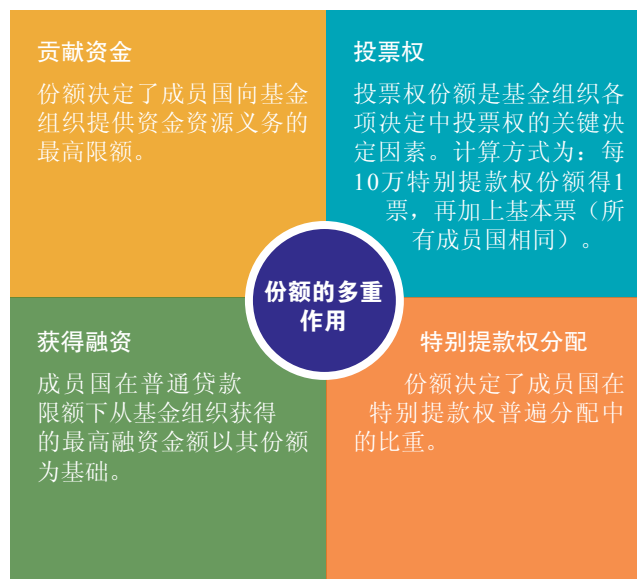 贡献资金
份额决定了成员国向基金
组织提供资金资源义务的
最高限额。
投票权
投票权份额是基金组织各
项决定中投票权的关键决
定因素。计算方式为：每
10万特别提款权份额得1
票，再加上基本票（所
有成员国相同）。
份额的多重
作用
获得融资
成员国在普通贷款
限额下从基金组织获得
的最高融资金额以其份额
为基础。
特别提款权分配
份额决定了成员国在
特别提款权普遍分配中
的比重。